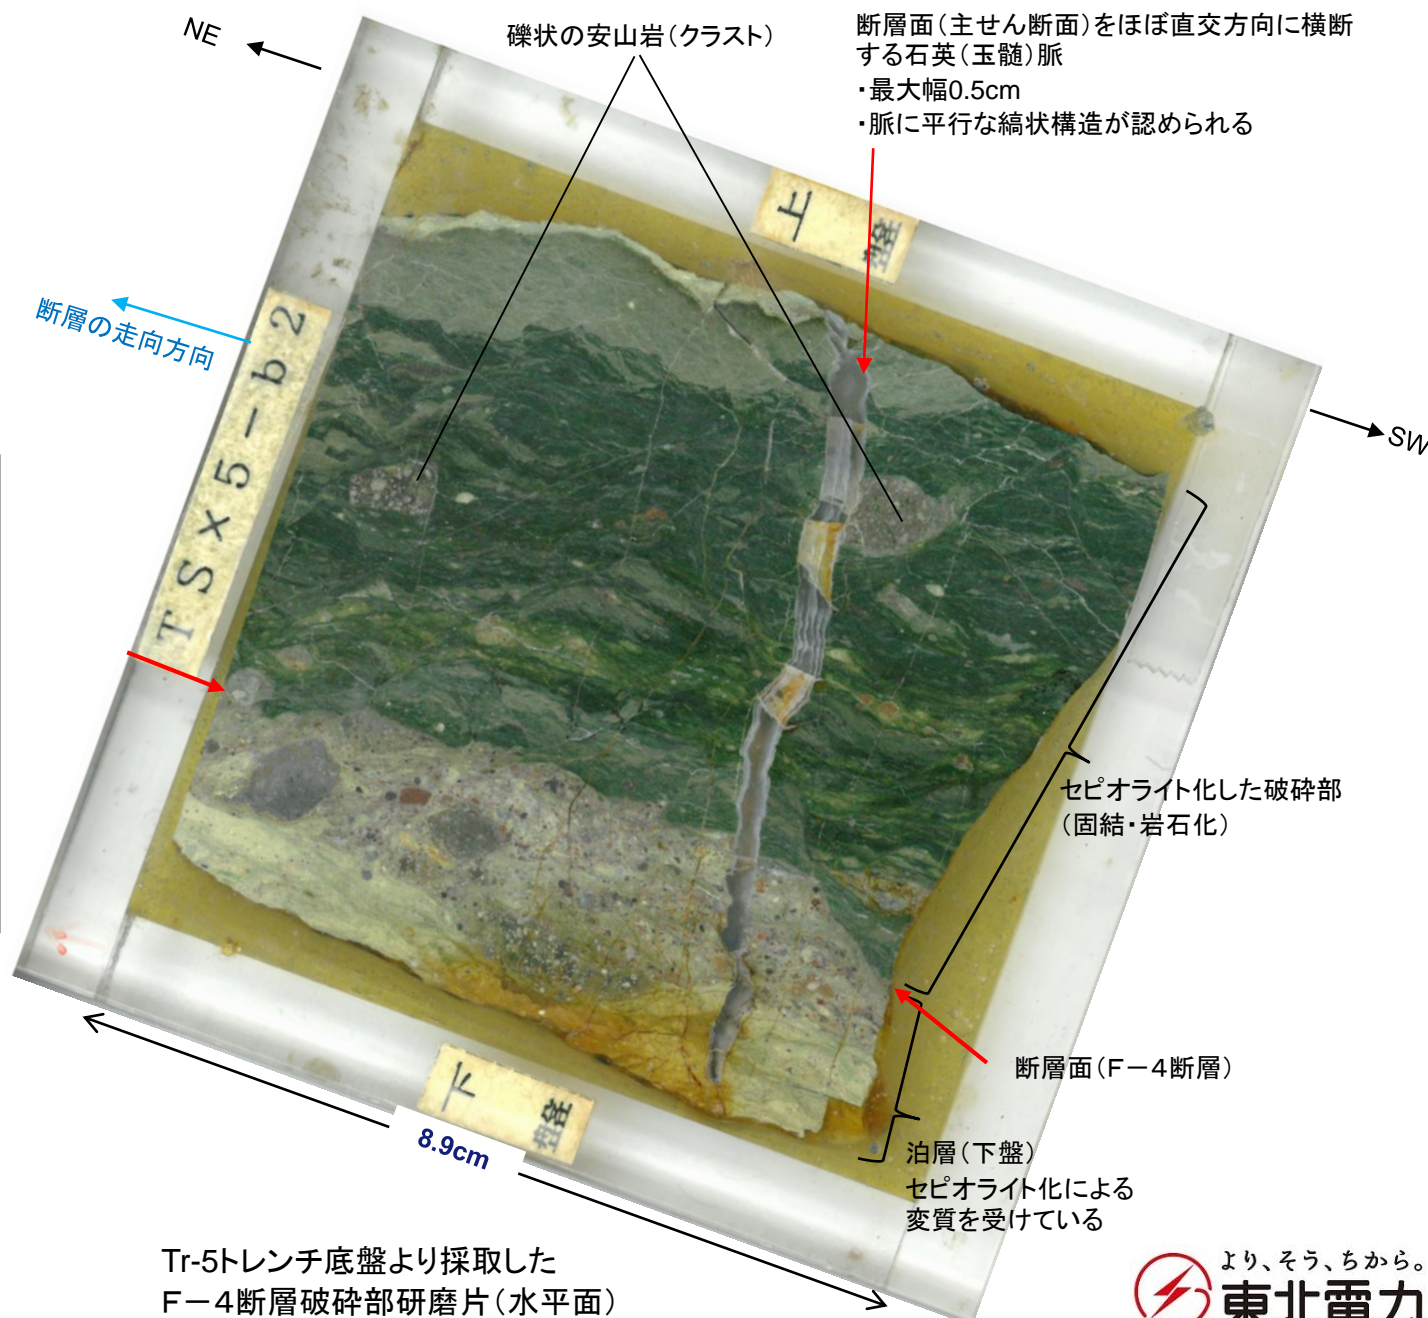 NE
礫状の安山岩(クラスト)
断層面(主せん断面)をほぼ直交方向に横断
する石英(玉髄)脈
・最大幅0.5cm
・脈に平行な縞状構造が認められる
上盤
断層の走向方向
TS×5-b2
SW
セピオライト化した破砕部
(固結・岩石化)
断層面(F-4断層)
下盤
8.9cm
泊層(下盤)
セピオライト化による
変質を受けている
Tr-5トレンチ底盤より採取した
F-4断層破砕部研磨片(水平面)
より、そう、ちから。
東北電力